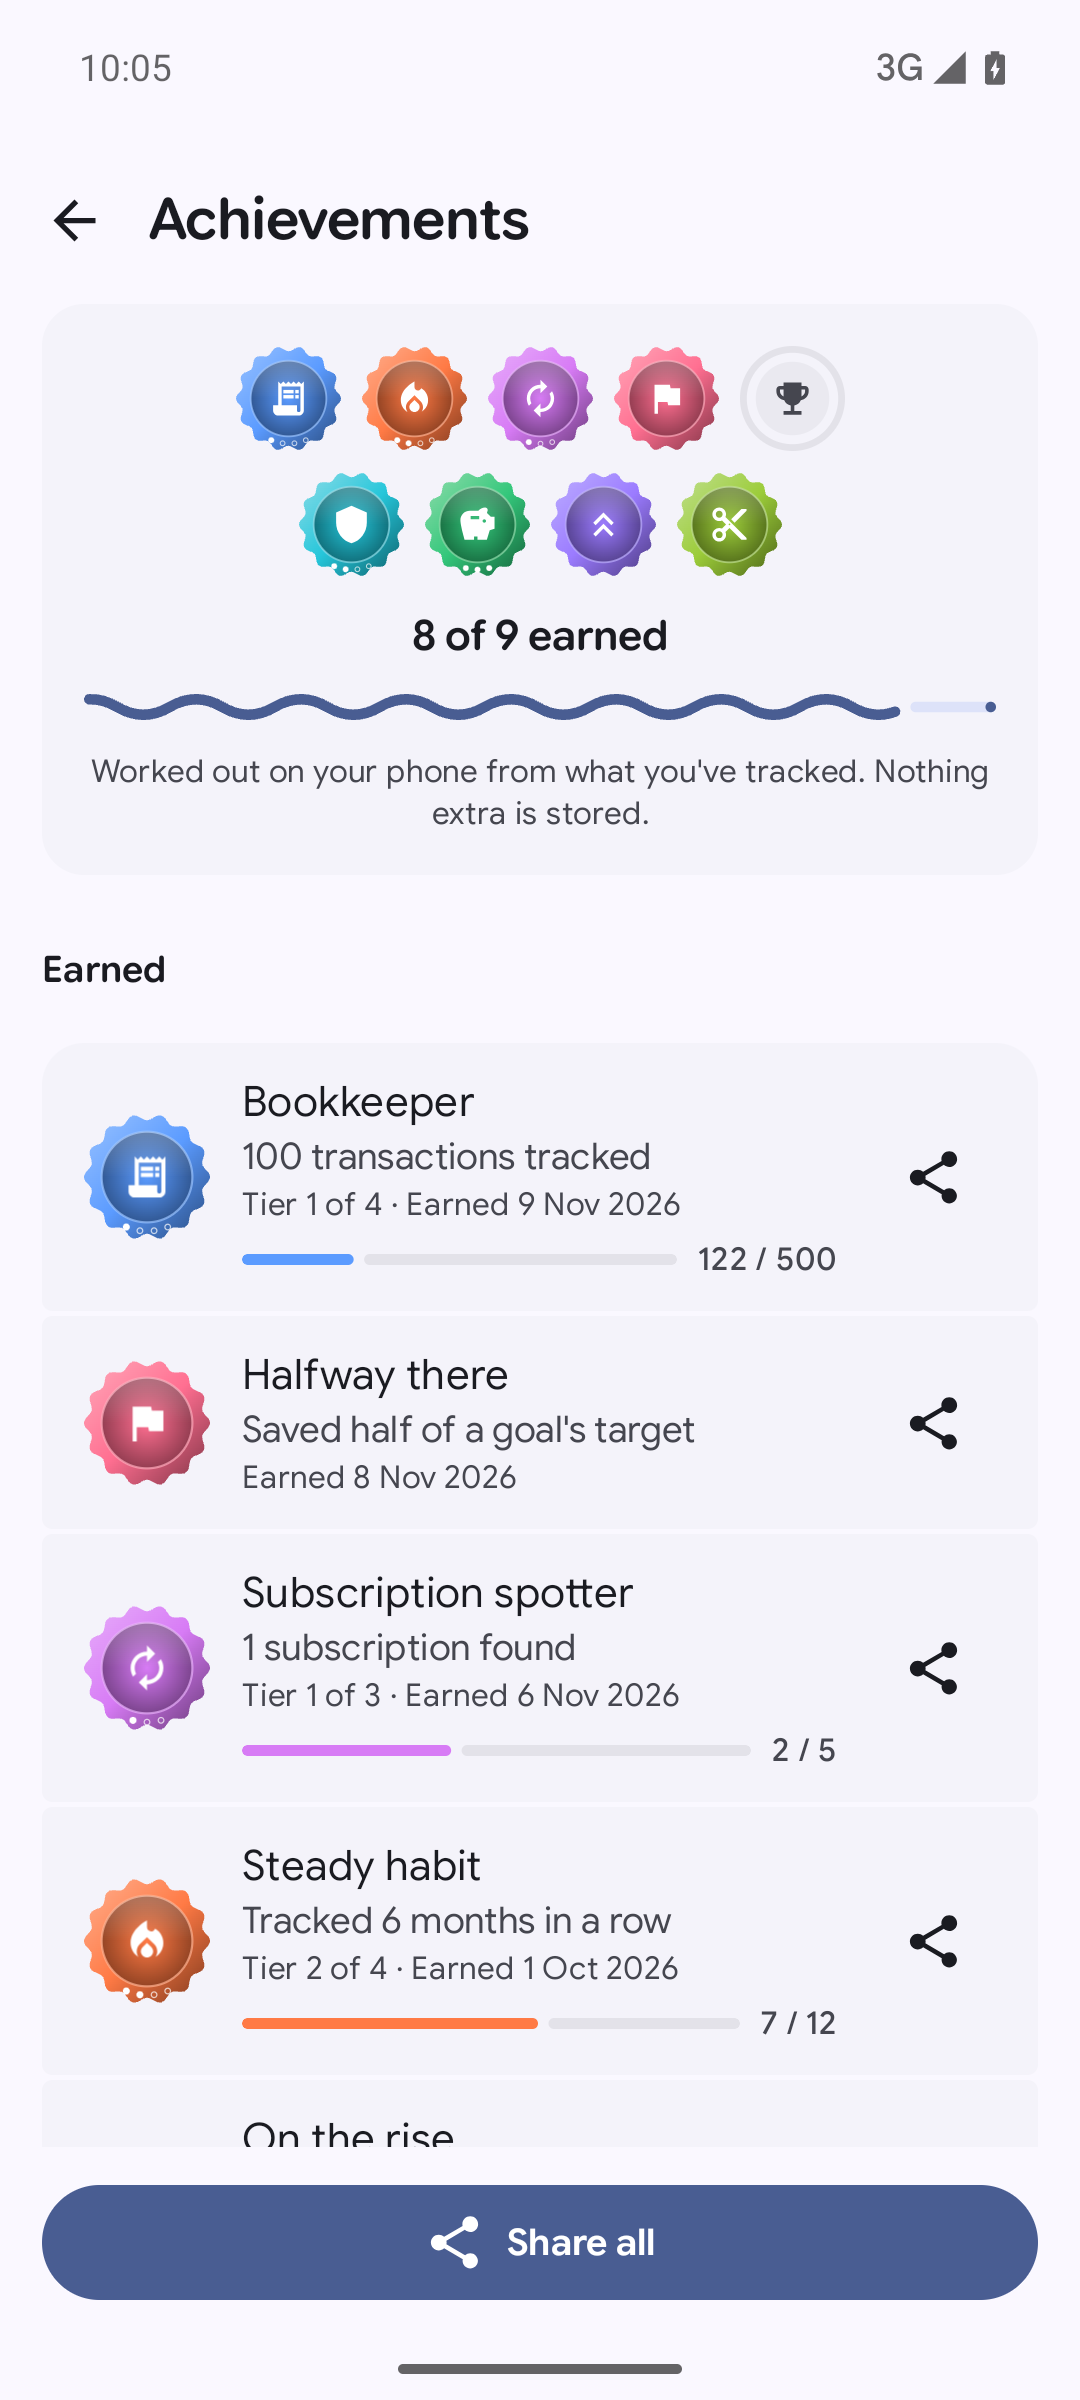 10:05
3G
Achievements
8 of 9 earned
Worked out on your phone from what you've tracked. Nothing
extra is stored.
Earned
Bookkeeper
100 transactions tracked
Tier 1 of 4 · Earned 9 Nov 2026
122 / 500
Halfway there
Saved half of a goal's target
Earned 8 Nov 2026
Subscription spotter
1 subscription found
Tier 1 of 3 · Earned 6 Nov 2026
2 / 5
Steady habit
Tracked 6 months in a row
Tier 2 of 4 · Earned 1 Oct 2026
7 / 12
On the rise
Share all